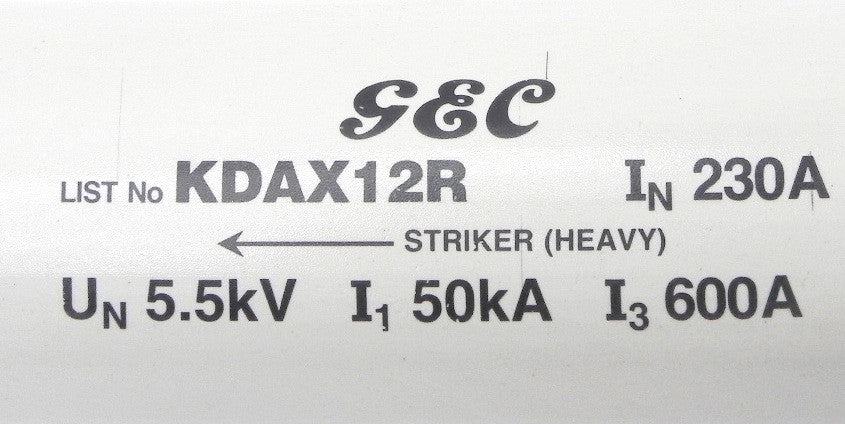 GEC
LIST No KDAX12R I_N 230A
← STRIKER (HEAVY)
U_N 5.5kV I_1 50kA I_3 600A